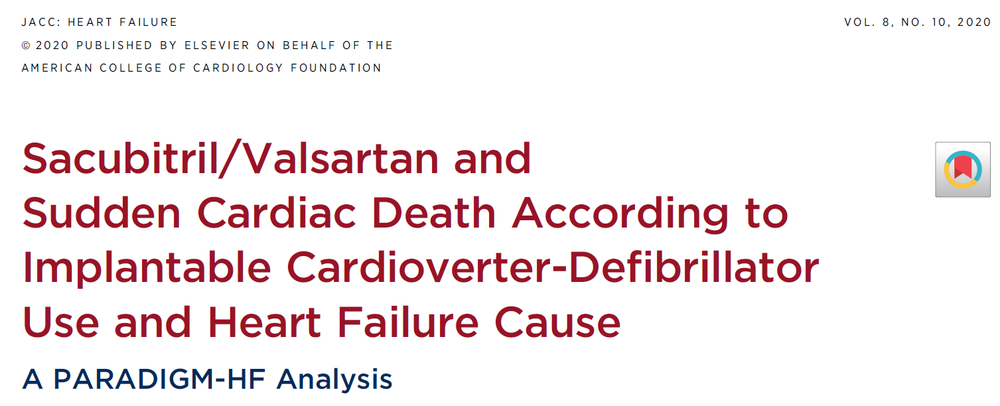 JACC: HEART FAILURE
VOL. 8, NO. 10, 2020
© 2020 PUBLISHED BY ELSEVIER ON BEHALF OF THE
AMERICAN COLLEGE OF CARDIOLOGY FOUNDATION
Sacubitril/Valsartan and
Sudden Cardiac Death According to
Implantable Cardioverter-Defibrillator
Use and Heart Failure Cause
A PARADIGM-HF Analysis